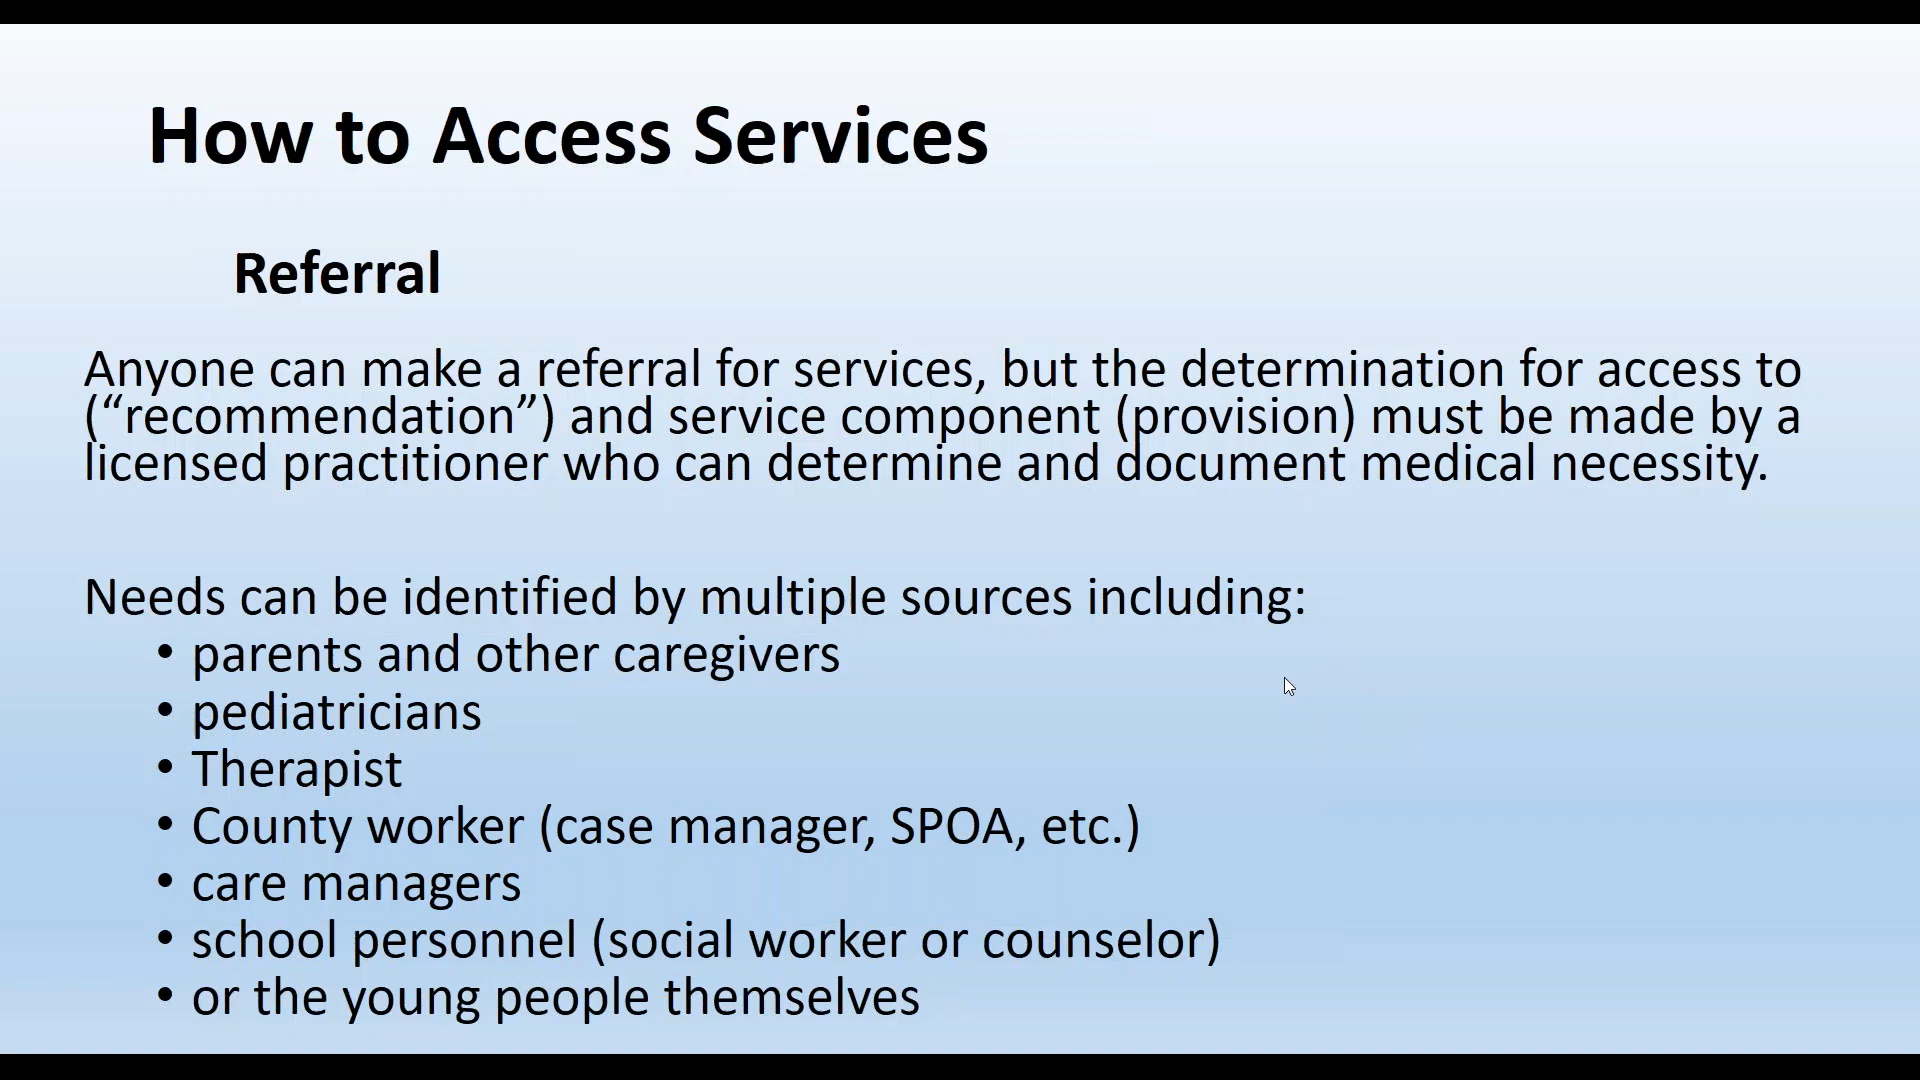 How to Access Services
Referral
Anyone can make a referral for services, but the determination for access to
(“recommendation”) and service component (provision) must be made by a
licensed practitioner who can determine and document medical necessity.
Needs can be identified by multiple sources including:
• parents and other caregivers
• pediatricians
• Therapist
• County worker (case manager, SPOA, etc.)
• care managers
• school personnel (social worker or counselor)
• or the young people themselves